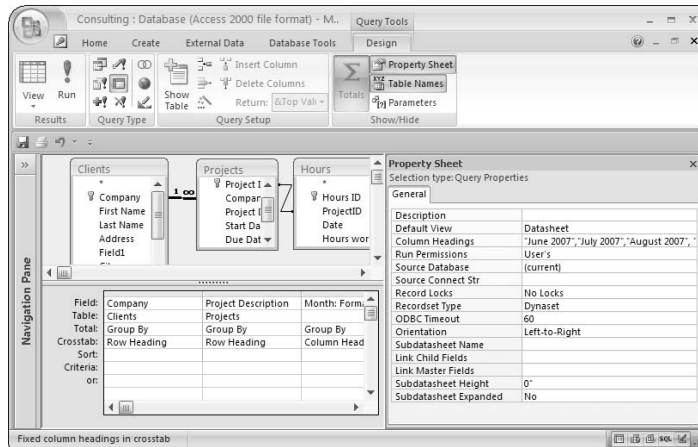 Consulting : Database (Access 2000 file format) - M..
Query Tools
Home Create External Data Database Tools Design
View
Run
Results
Query Type
Show Table
Insert Column
Delete Columns
Return: &Top Valu
Query Setup
Totals
Property Sheet
Table Names
Parameters
Show/Hide
Navigation Pane
Clients
*
Company
First Name
Last Name
Address
Field1
1 ∞
Projects
Project I
Compar
Project D
Start Da
Due Dat
Hours
*
Hours ID
ProjectID
Date
Hours wor
Field: Company Project Description Month: Forma
Table: Clients Projects
Total: Group By Group By Group By
Crosstab: Row Heading Row Heading Column Head
Sort:
Criteria:
or:
Property Sheet
Selection type: Query Properties
General
Description
Default View Datasheet
Column Headings "June 2007","July 2007","August 2007", "
Run Permissions User's
Source Database (current)
Source Connect Str
Record Locks No Locks
Recordset Type Dynaset
ODBC Timeout 60
Orientation Left-to-Right
Subdatasheet Name
Link Child Fields
Link Master Fields
Subdatasheet Height 0"
Subdatasheet Expanded No
Fixed column headings in crosstab
SQL